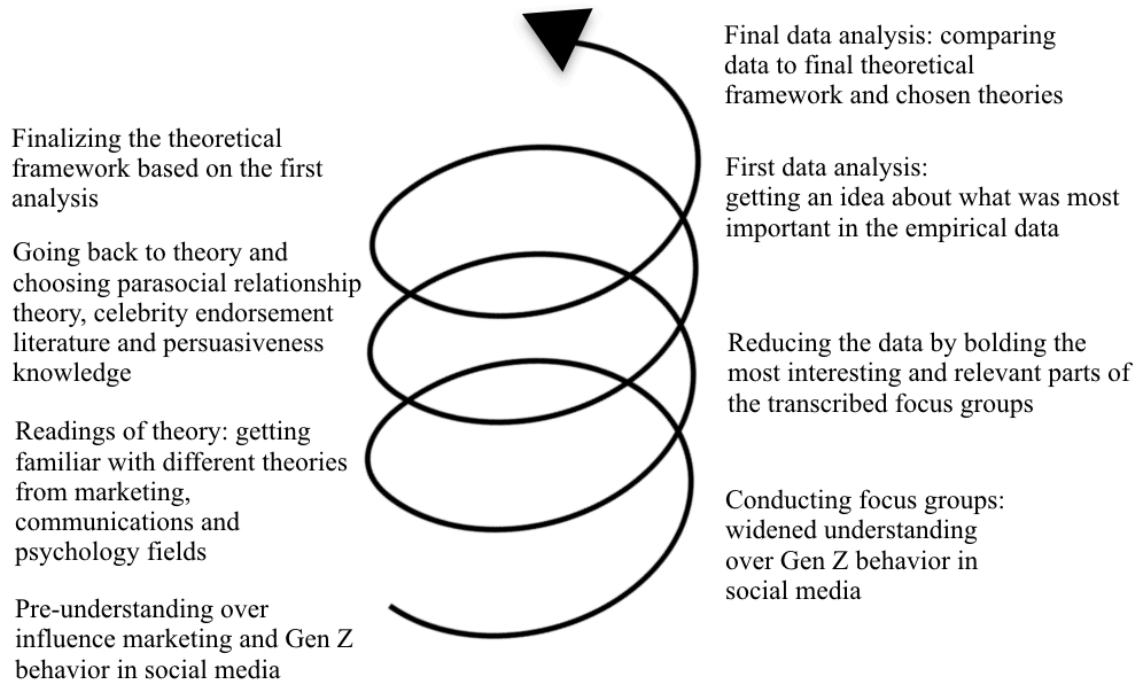 Finalizing the theoretical
framework based on the first
analysis
Going back to theory and
choosing parasocial relationship
theory, celebrity endorsement
literature and persuasiveness
knowledge
Readings of theory: getting
familiar with different theories
from marketing,
communications and
psychology fields
Pre-understanding over
influence marketing and Gen Z
behavior in social media
Final data analysis: comparing
data to final theoretical
framework and chosen theories
First data analysis:
getting an idea about what was most
important in the empirical data
Reducing the data by bolding the
most interesting and relevant parts of
the transcribed focus groups
Conducting focus groups:
widened understanding
over Gen Z behavior in
social media